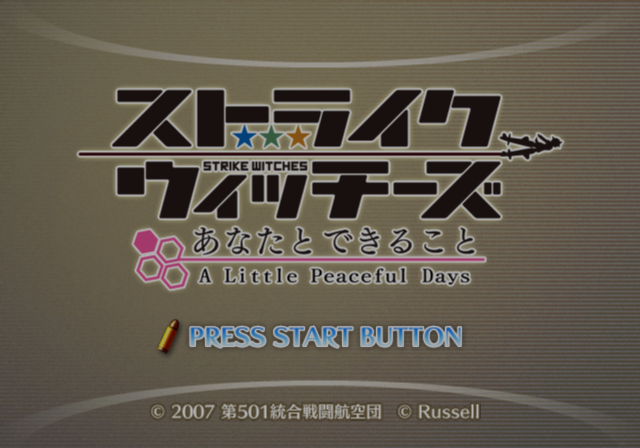 ストライク
STRIKE WITCHES
ウィッチーズ
あなたとできること
A Little Peaceful Days
PRESS START BUTTON
© 2007 第501統合戦闘航空団 © Russell